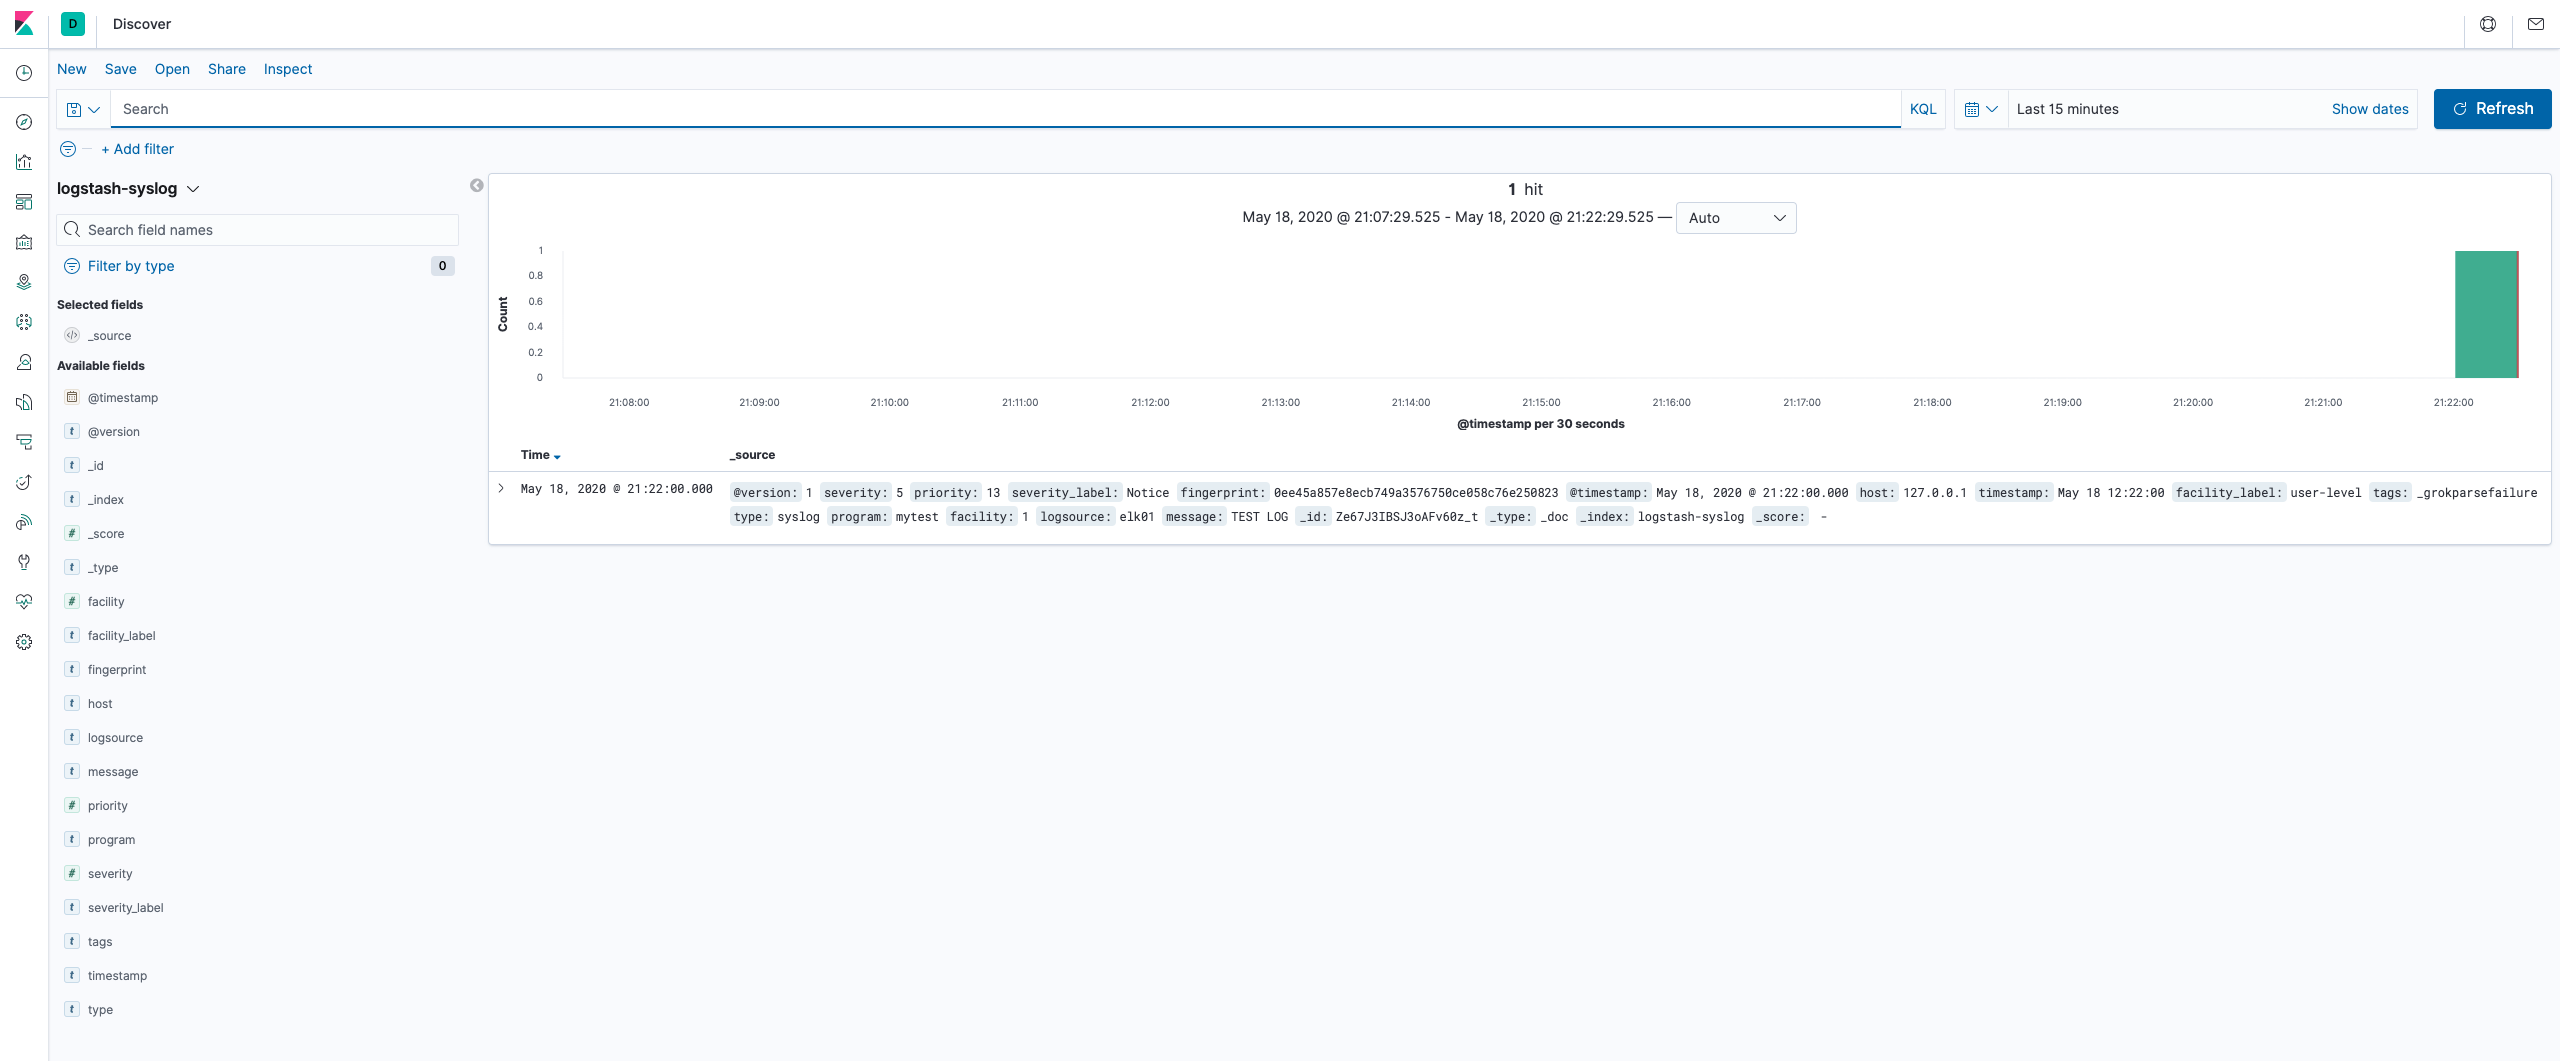 D Discover
New Save Open Share Inspect
Search KQL Last 15 minutes Show dates Refresh
+ Add filter
logstash-syslog
Search field names
Filter by type 0
Selected fields
_source
Available fields
@timestamp
t @version
t _id
t _index
# _score
t _type
# facility
t facility_label
t fingerprint
t host
t logsource
t message
# priority
t program
# severity
t severity_label
t tags
t timestamp
t type
1 hit
May 18, 2020 @ 21:07:29.525 - May 18, 2020 @ 21:22:29.525 — Auto
Count
1
0.8
0.6
0.4
0.2
0
21:08:00 21:09:00 21:10:00 21:11:00 21:12:00 21:13:00 21:14:00 21:15:00 21:16:00 21:17:00 21:18:00 21:19:00 21:20:00 21:21:00 21:22:00
@timestamp per 30 seconds
Time _source
May 18, 2020 @ 21:22:00.000 @version: 1 severity: 5 priority: 13 severity_label: Notice fingerprint: 0ee45a857e8ecb749a3576750ce058c76e250823 @timestamp: May 18, 2020 @ 21:22:00.000 host: 127.0.0.1 timestamp: May 18 12:22:00 facility_label: user-level tags: _grokparsefailure
type: syslog program: mytest facility: 1 logsource: elk01 message: TEST LOG _id: Ze67J3IBSJ3oAFv60z_t _type: _doc _index: logstash-syslog _score: -